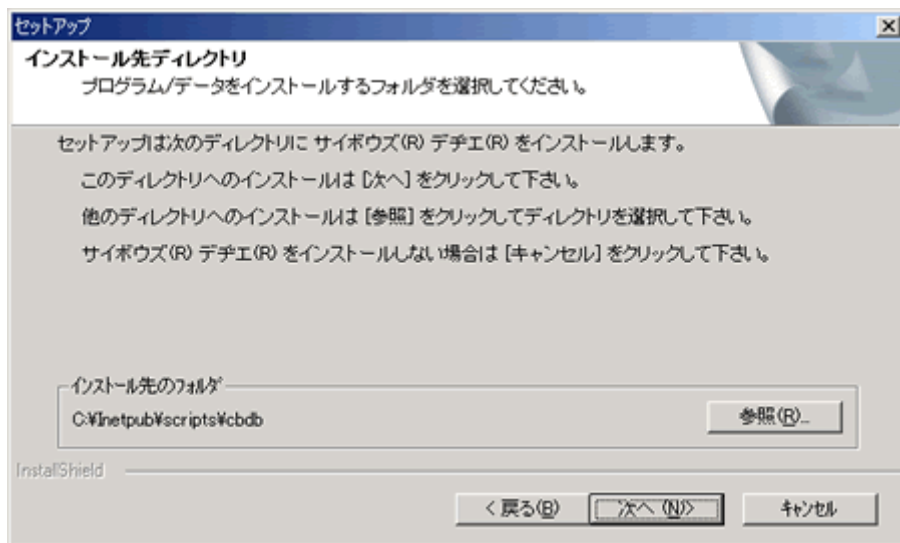 セットアップ
インストール先ディレクトリ
プログラム/データをインストールするフォルダを選択してください。
セットアップは次のディレクトリに サイボウズ(R) デヂエ(R) をインストールします。
このディレクトリへのインストールは [次へ] をクリックして下さい。
他のディレクトリへのインストールは [参照] をクリックしてディレクトリを選択して下さい。
サイボウズ(R) デヂエ(R) をインストールしない場合は [キャンセル] をクリックして下さい。
インストール先のフォルダ
C:¥Inetpub¥scripts¥cbdb
参照(R)...
InstallShield
< 戻る(B)
次へ (N)>
キャンセル